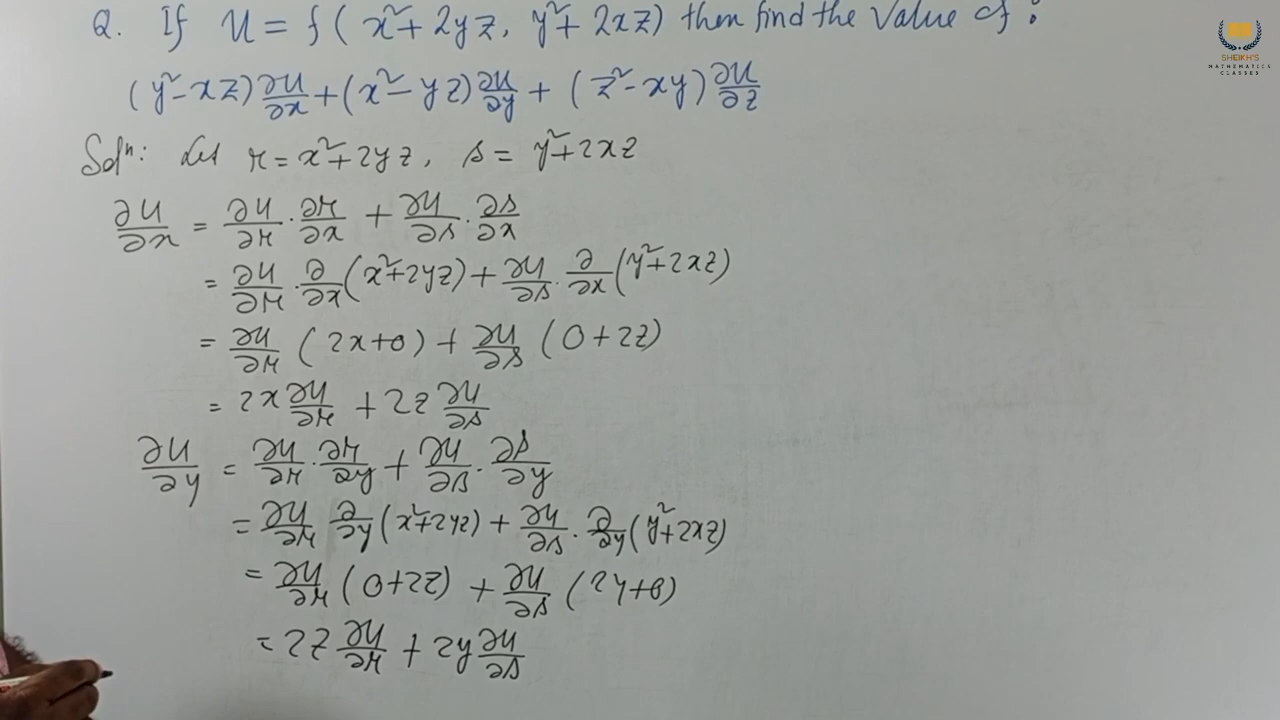 Q. If U = f ( x²+2yz, y²+2xz) then find the Value of :
(y²-xz)∂U/∂x + (x²-yz)∂U/∂y + (z²-xy)∂U/∂z
Solⁿ: Let r = x²+2yz, s = y²+2xz
∂U/∂x = ∂U/∂r · ∂r/∂x + ∂U/∂s · ∂s/∂x
= ∂U/∂r · ∂/∂x (x²+2yz) + ∂U/∂s · ∂/∂x (y²+2xz)
= ∂U/∂r (2x+0) + ∂U/∂s (0+2z)
= 2x ∂U/∂r + 2z ∂U/∂s
∂U/∂y = ∂U/∂r · ∂r/∂y + ∂U/∂s · ∂s/∂y
= ∂U/∂r ∂/∂y (x²+2yz) + ∂U/∂s · ∂/∂y (y²+2xz)
= ∂U/∂r (0+2z) + ∂U/∂s (2y+0)
= 2z ∂U/∂r + 2y ∂U/∂s
SHEIKH'S
MATHEMATICS
CLASSES